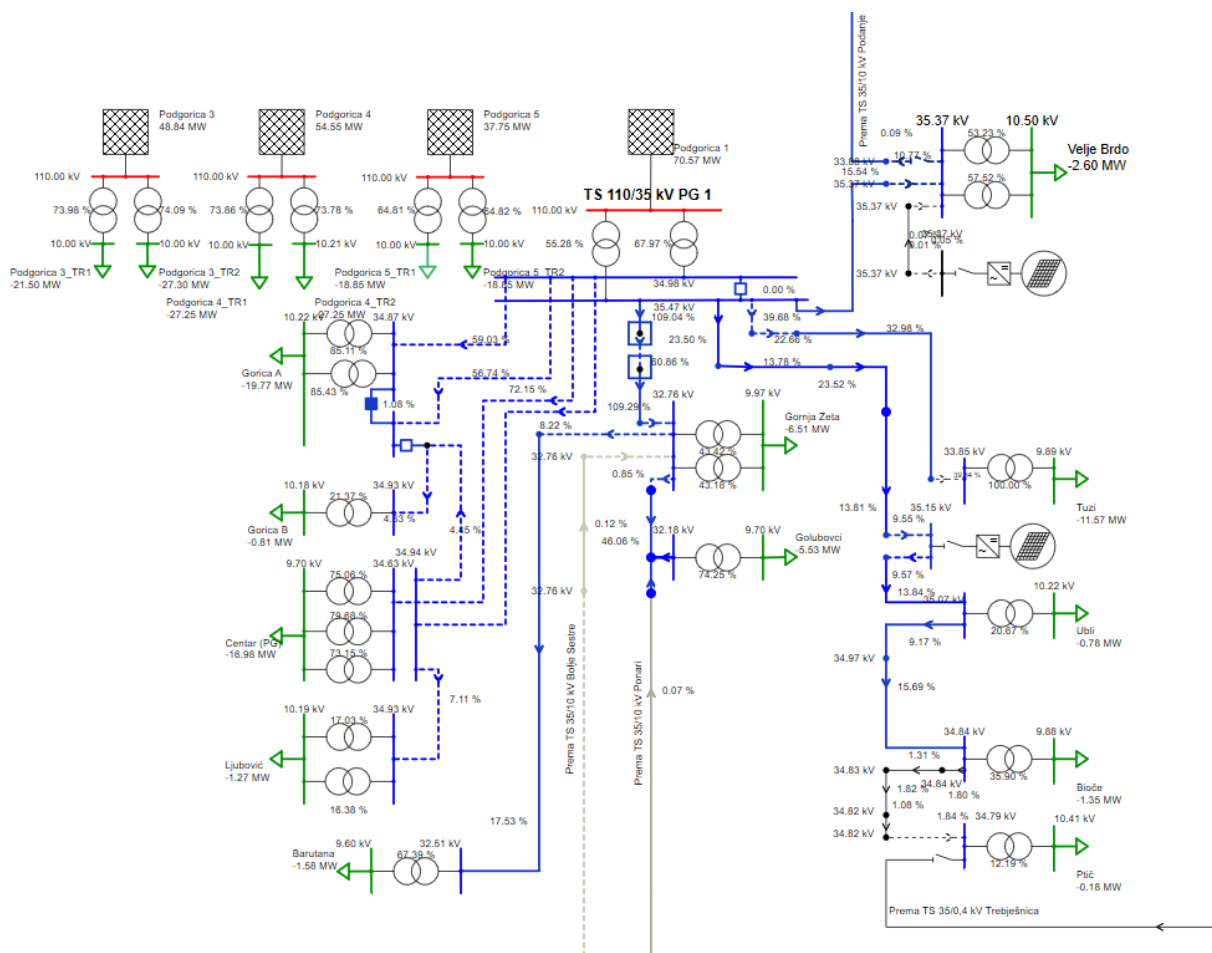 Podgorica 3
48.84 MW
Podgorica 4
54.55 MW
Podgorica 5
37.75 MW
Podgorica 1
70.57 MW
110.00 kV
110.00 kV
110.00 kV
TS 110/35 kV PG 1
110.00 kV
73.98 %
74.09 %
73.86 %
73.78 %
64.81 %
64.82 %
55.28 %
67.97 %
10.00 kV
10.00 kV
10.00 kV
10.21 kV
10.00 kV
10.00 kV
Podgorica 3_TR1
-21.50 MW
Podgorica 3_TR2
-27.30 MW
Podgorica 4_TR1
-27.25 MW
Podgorica 4_TR2
Podgorica 5_TR1
-18.85 MW
Podgorica 5_TR2
-18.85 MW
34.98 kV
0.00 %
35.47 kV
109.04 %
23.50 %
39.68 %
22.66 %
32.98 %
60.86 %
13.78 %
23.52 %
109.29 %
Prema TS 35/10 kV Podanje
35.37 kV
10.50 kV
0.09 %
53.23 %
10.77 %
33.88 kV
15.54 %
35.37 kV
57.52 %
Velje Brdo
-2.60 MW
35.37 kV
0.01 %
0.05 %
35.37 kV
10.22 kV
34.87 kV
85.11 %
Gorica A
-19.77 MW
85.43 %
1.08 %
59.03 %
56.74 %
72.15 %
10.18 kV
34.93 kV
21.37 %
Gorica B
-0.81 MW
4.63 %
4.45 %
34.94 kV
9.70 kV
34.63 kV
75.06 %
79.68 %
73.15 %
Centar (PG)
-16.98 MW
7.11 %
10.19 kV
34.93 kV
17.03 %
Ljubović
-1.27 MW
16.38 %
17.53 %
9.60 kV
32.51 kV
Barutana
-1.58 MW
67.39 %
32.76 kV
9.97 kV
Gornja Zeta
-6.51 MW
8.22 %
43.42 %
43.18 %
32.76 kV
0.85 %
0.12 %
46.06 %
32.18 kV
9.70 kV
Golubovci
-5.53 MW
74.25 %
32.76 kV
Prema TS 35/10 kV Bolje Sestre
Prema TS 35/10 kV Ponari
0.07 %
33.85 kV
9.89 kV
100.00 %
Tuzi
-11.57 MW
13.81 %
35.15 kV
9.55 %
9.57 %
13.84 %
35.07 kV
10.22 kV
20.67 %
Ubli
-0.78 MW
9.17 %
34.97 kV
15.69 %
34.84 kV
9.88 kV
1.31 %
35.90 %
Bioče
-1.35 MW
34.83 kV
34.84 kV
1.82 %
1.80 %
1.08 %
34.82 kV
34.82 kV
1.84 %
34.79 kV
10.41 kV
12.19 %
Ptič
-0.18 MW
Prema TS 35/0,4 kV Trebješnica